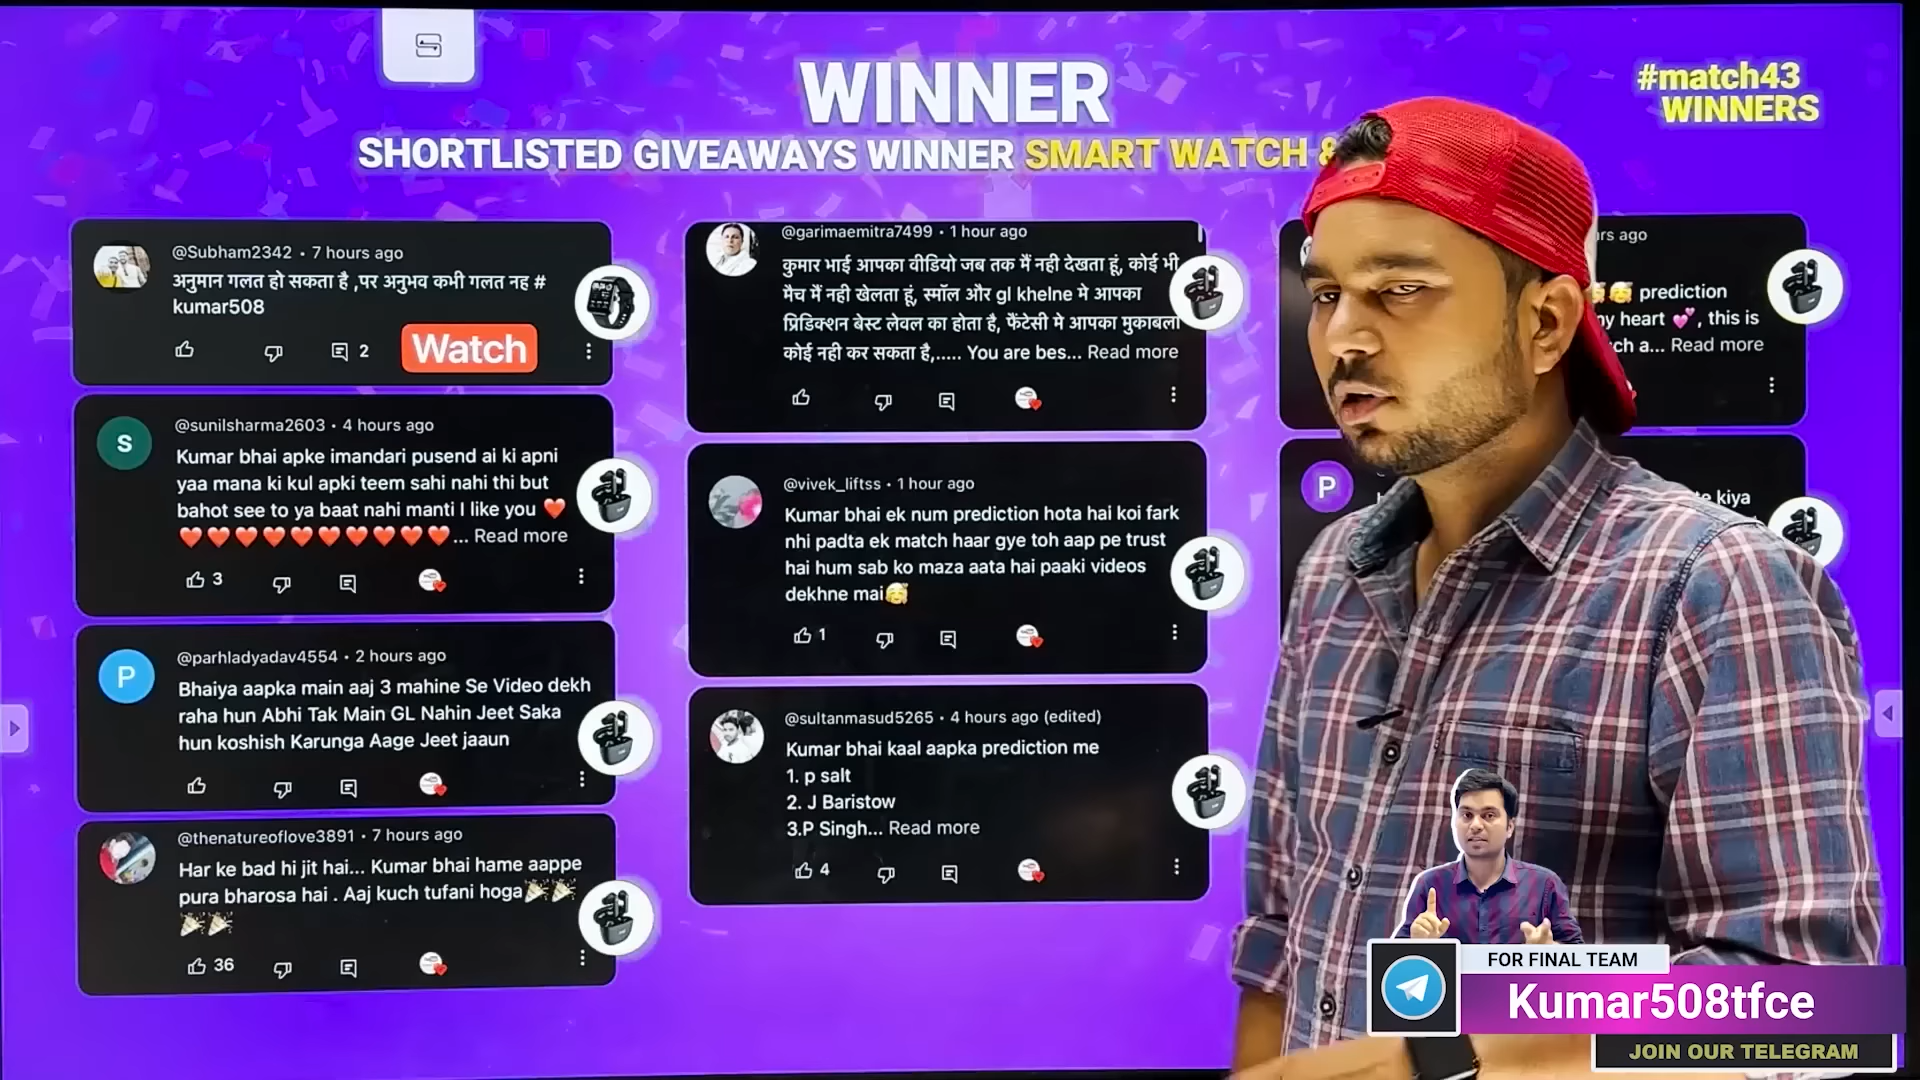 WINNER
SHORTLISTED GIVEAWAYS WINNER SMART WATCH &
#match43
WINNERS
@Subham2342 • 7 hours ago
अनुमान गलत हो सकता है ,पर अनुभव कभी गलत नह #
kumar508
2
Watch
S
@sunilsharma2603 • 4 hours ago
Kumar bhai apke imandari pusend ai ki apni
yaa mana ki kul apki teem sahi nahi thi but
bahot see to ya baat nahi manti I like you ❤️
❤️❤️❤️❤️❤️❤️❤️❤️❤️❤️... Read more
3
P
@parhladyadav4554 • 2 hours ago
Bhaiya aapka main aaj 3 mahine Se Video dekh
raha hun Abhi Tak Main GL Nahin Jeet Saka
hun koshish Karunga Aage Jeet jaaun
@thenatureoflove3891 • 7 hours ago
Har ke bad hi jit hai... Kumar bhai hame aappe
pura bharosa hai . Aaj kuch tufani hoga🎉🎉
🎉🎉
36
@garimaemitra7499 • 1 hour ago
कुमार भाई आपका वीडियो जब तक मैं नही देखता हूं, कोई भी
मैच मैं नही खेलता हूं, स्मॉल और gl khelne मे आपका
प्रिडिक्शन बेस्ट लेवल का होता है, फैंटेसी मे आपका मुकाबला
कोई नही कर सकता है,..... You are bes... Read more
@vivek_liftss • 1 hour ago
Kumar bhai ek num prediction hota hai koi fark
nhi padta ek match haar gye toh aap pe trust
hai hum sab ko maza aata hai paaki videos
dekhne mai🥰
1
@sultanmasud5265 • 4 hours ago (edited)
Kumar bhai kaal aapka prediction me
1. p salt
2. J Baristow
3.P Singh... Read more
4
ago
🥰 prediction
my heart 💕, this is
a... Read more
P
kiya
FOR FINAL TEAM
Kumar508tfce
JOIN OUR TELEGRAM